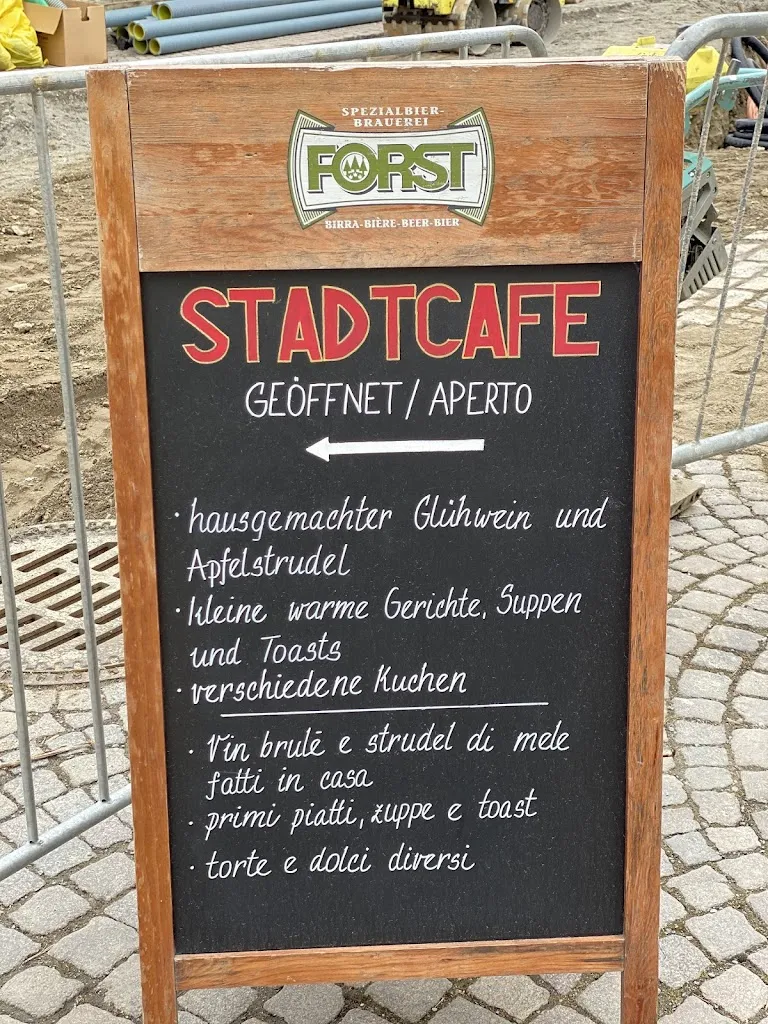 SPEZIALBIER-
BRAUEREI
FORST
BIRRA-BIÈRE-BEER-BIER
STADTCAFE
GEÖFFNET / APERTO
· hausgemachter Glühwein und
Apfelstrudel
· kleine warme Gerichte, Suppen
und Toasts
· verschiedene Kuchen
· Vin brulē e strudel di mele
fatti in casa
· primi piatti, zuppe e toast
· torte e dolci diversi